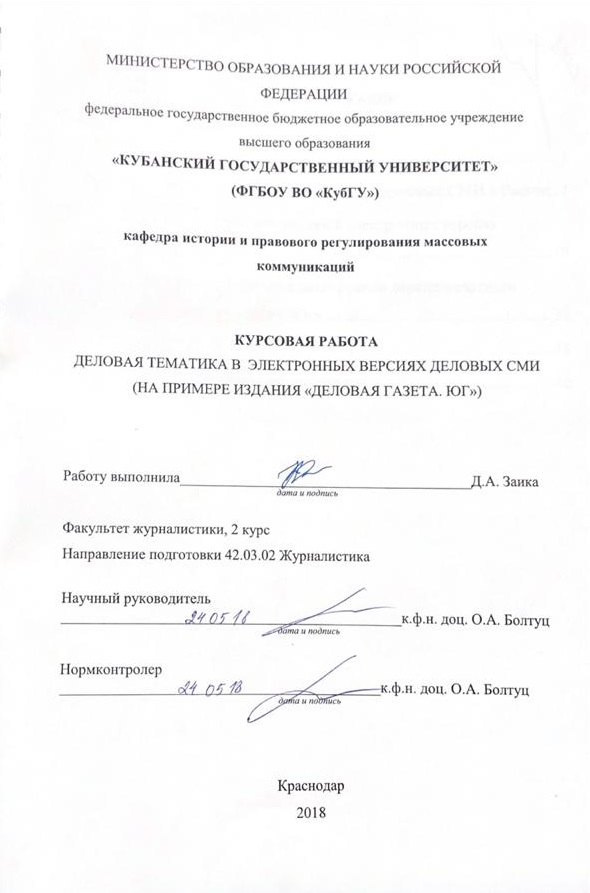 МИНИСТЕРСТВО ОБРАЗОВАНИЯ И НАУКИ РОССИЙСКОЙ
ФЕДЕРАЦИИ
федеральное государственное бюджетное образовательное учреждение
высшего образования
«КУБАНСКИЙ ГОСУДАРСТВЕННЫЙ УНИВЕРСИТЕТ»
(ФГБОУ ВО «КубГУ»)
кафедра истории и правового регулирования массовых
коммуникаций
КУРСОВАЯ РАБОТА
ДЕЛОВАЯ ТЕМАТИКА В ЭЛЕКТРОННЫХ ВЕРСИЯХ ДЕЛОВЫХ СМИ
(НА ПРИМЕРЕ ИЗДАНИЯ «ДЕЛОВАЯ ГАЗЕТА. ЮГ»)
Работу выполнила Д.А. Заика
дата и подпись
Факультет журналистики, 2 курс
Направление подготовки 42.03.02 Журналистика
Научный руководитель
24 05 18 к.ф.н. доц. О.А. Болтуц
дата и подпись
Нормконтролер
24 05 18 к.ф.н. доц. О.А. Болтуц
дата и подпись
Краснодар
2018